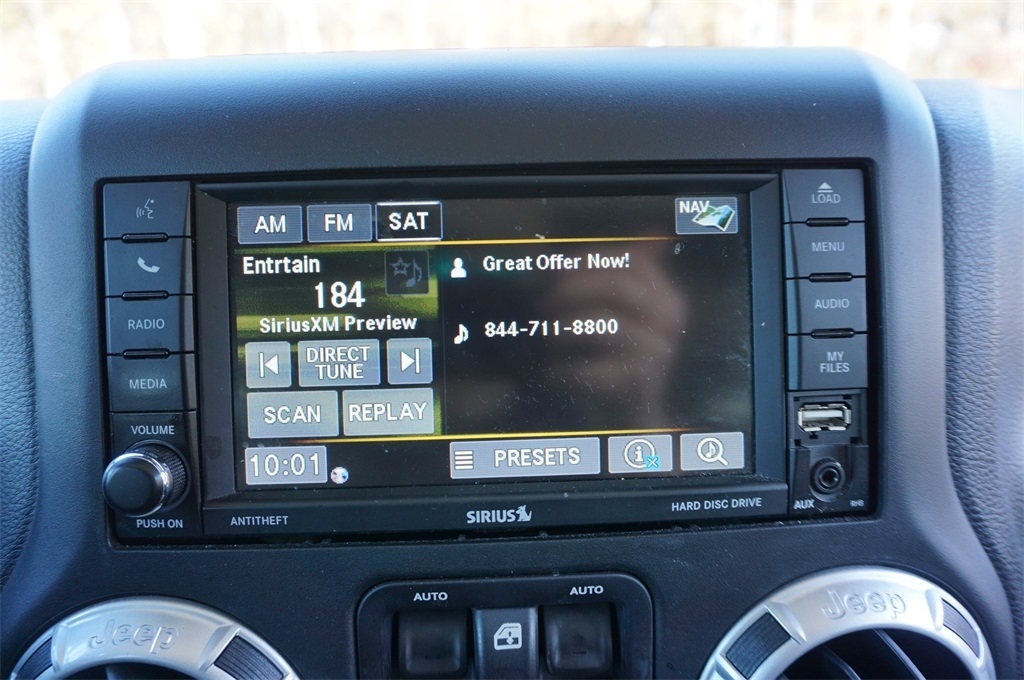 AM FM SAT NAV LOAD
MENU
Entrtain Great Offer Now!
184
AUDIO
RADIO SiriusXM Preview 844-711-8800
DIRECT
TUNE
MY
FILES
MEDIA
SCAN REPLAY
VOLUME
10:01 PRESETS
PUSH ON ANTITHEFT SIRIUS HARD DISC DRIVE AUX
AUTO AUTO
Jeep Jeep